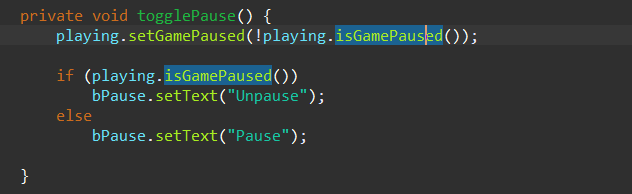 private void togglePause() {
playing.setGamePaused(!playing.isGamePaused());
if (playing.isGamePaused())
bPause.setText("Unpause");
else
bPause.setText("Pause");
}